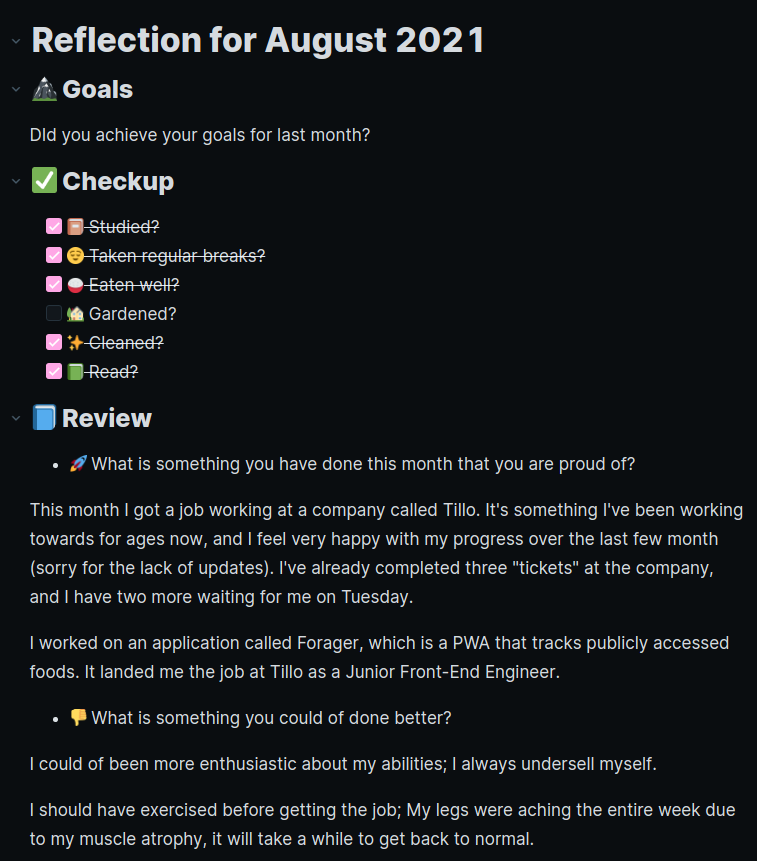 Reflection for August 2021
Goals
DId you achieve your goals for last month?
Checkup
Studied?
Taken regular breaks?
Eaten well?
Gardened?
Cleaned?
Read?
Review
What is something you have done this month that you are proud of?
This month I got a job working at a company called Tillo. It's something I've been working
towards for ages now, and I feel very happy with my progress over the last few month
(sorry for the lack of updates). I've already completed three "tickets" at the company,
and I have two more waiting for me on Tuesday.
I worked on an application called Forager, which is a PWA that tracks publicly accessed
foods. It landed me the job at Tillo as a Junior Front-End Engineer.
What is something you could of done better?
I could of been more enthusiastic about my abilities; I always undersell myself.
I should have exercised before getting the job; My legs were aching the entire week due
to my muscle atrophy, it will take a while to get back to normal.